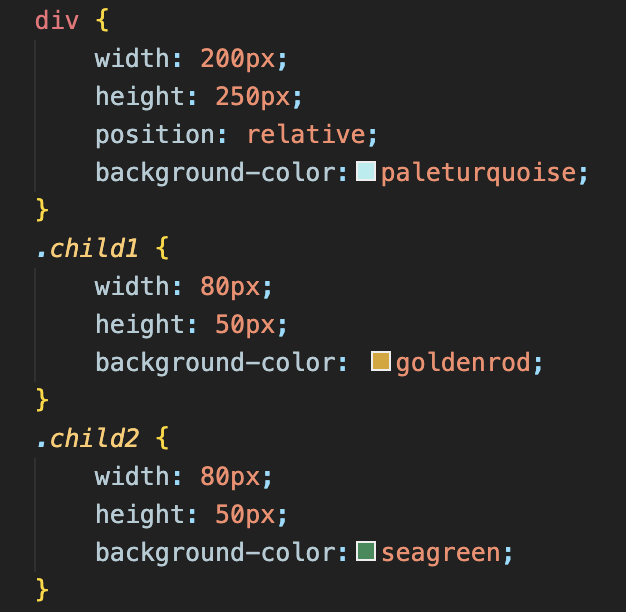 div {
    width: 200px;
    height: 250px;
    position: relative;
    background-color: paleturquoise;
}
.child1 {
    width: 80px;
    height: 50px;
    background-color: goldenrod;
}
.child2 {
    width: 80px;
    height: 50px;
    background-color: seagreen;
}